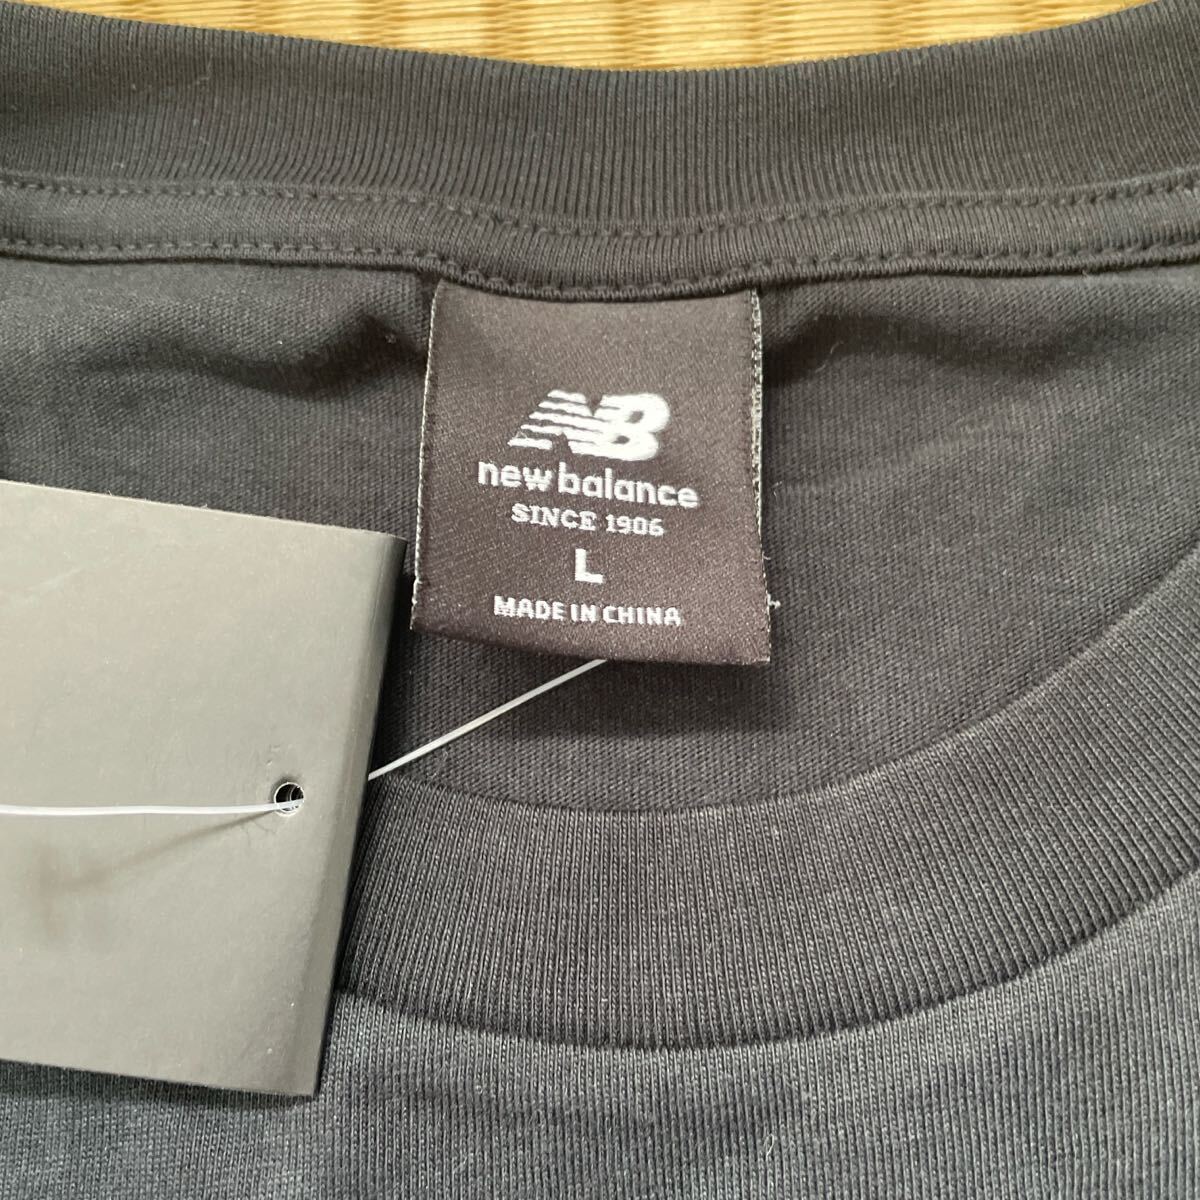 NB
new balance
SINCE 1906
L
MADE IN CHINA